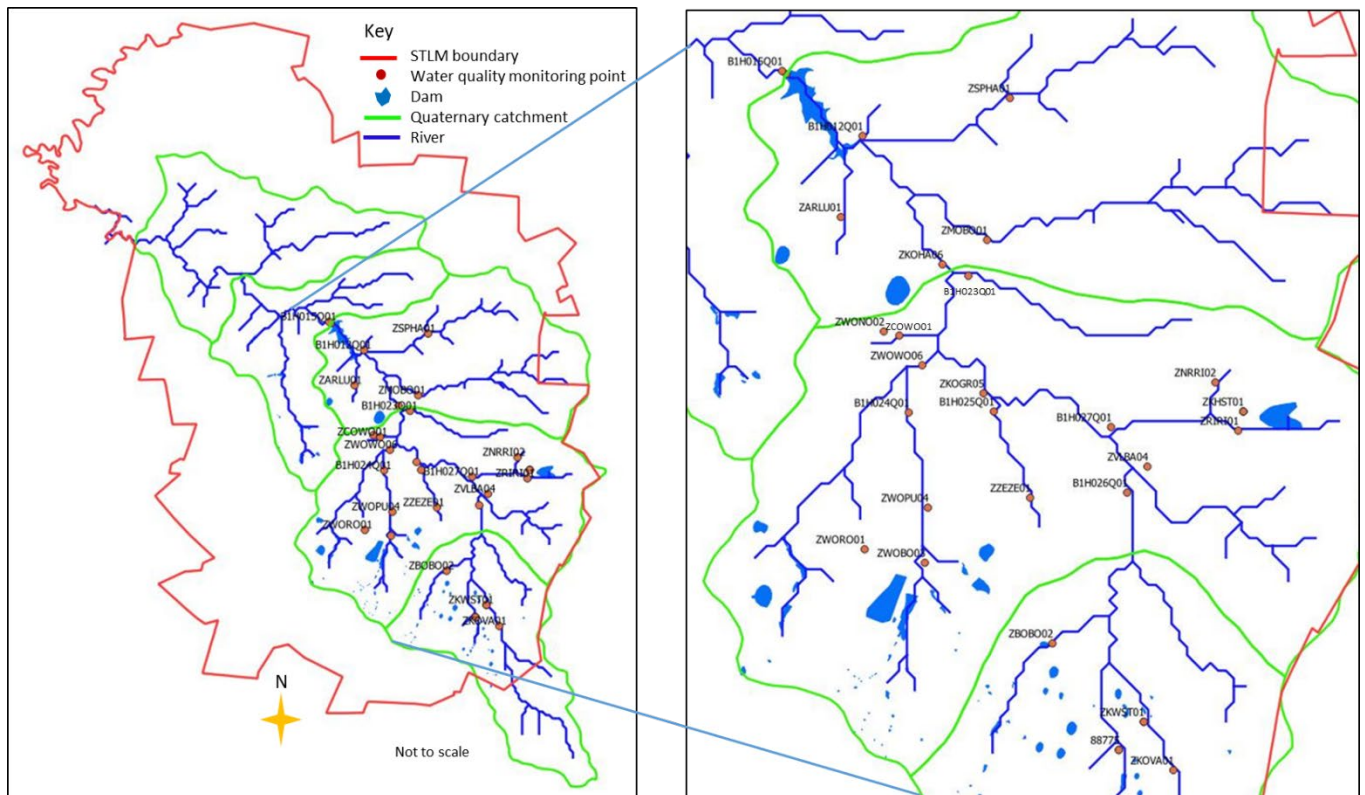 Key
STLM boundary
Water quality monitoring point
Dam
Quaternary catchment
River
B1H015Q01
ZSPHA01
B1H012Q01
ZARLU01
ZMOBO01
B1H023Q01
ZCOWO01
ZWOWO06
ZNRRI02
B1H024Q01
B1H027Q01
ZRIRI01
ZVLBA04
ZWOPU04
ZZEZE01
ZWORO01
ZBOBO02
ZKWST01
ZKOVA01
N
Not to scale
B1H015Q01
ZSPHA01
B1H012Q01
ZARLU01
ZMOBO01
ZKOHA06
B1H023Q01
ZWONO02
ZCOWO01
ZWOWO06
ZNRRI02
ZKOGR05
B1H024Q01
B1H025Q01
ZKHST01
B1H027Q01
ZRIRI01
ZVLBA04
B1H026Q01
ZZEZE01
ZWOPU04
ZWORO01
ZWOBO03
ZBOBO02
ZKWST01
88775
ZKOVA01